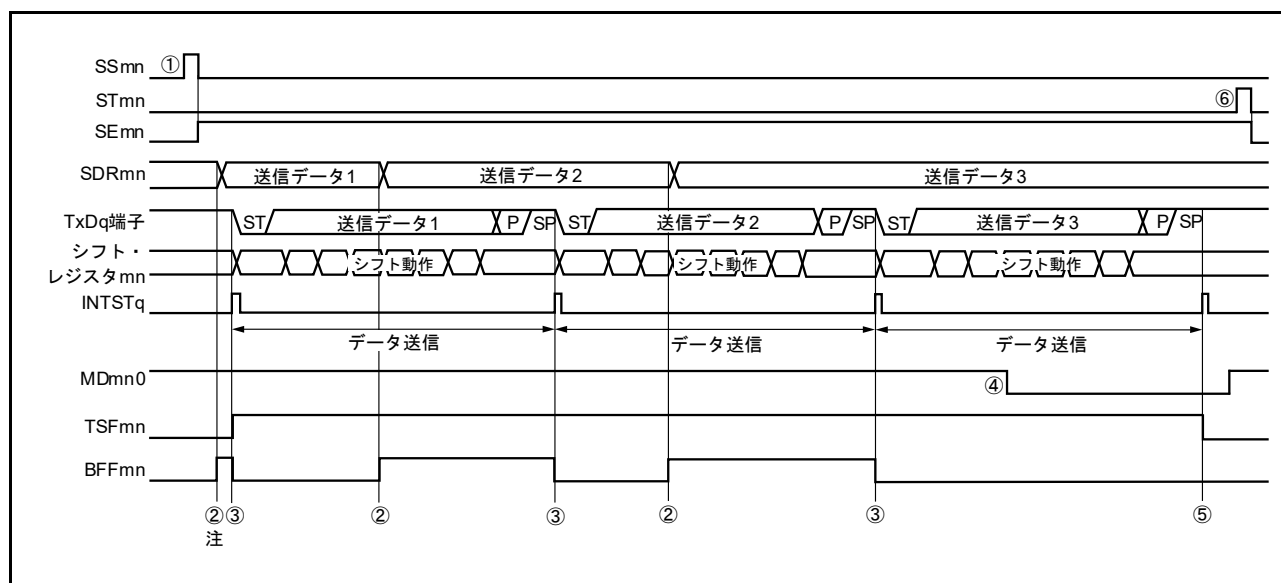 SSmn ①
STmn ⑥
SEmn
SDRmn 送信データ1 送信データ2 送信データ3
TxDq端子 ST 送信データ1 P SP ST 送信データ2 P SP ST 送信データ3 P SP
シフト・
レジスタmn シフト動作 シフト動作 シフト動作
INTSTq
データ送信 データ送信 データ送信
MDmn0 ④
TSFmn
BFFmn
② ③ ② ③ ② ③ ⑤
注